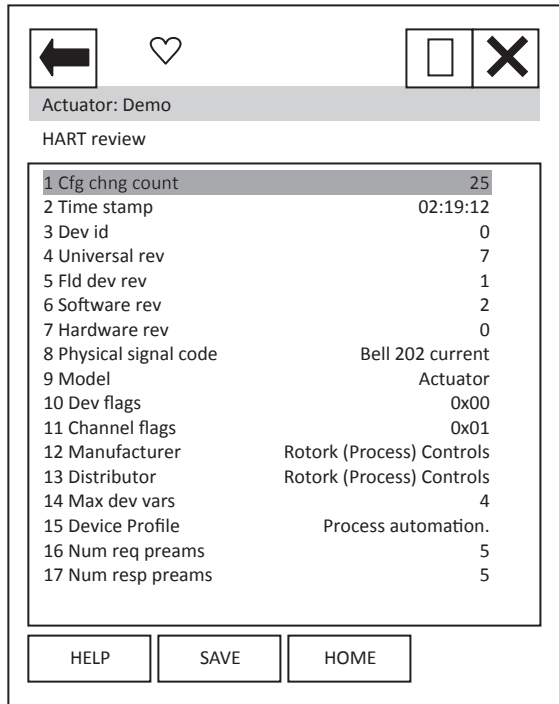 Actuator: Demo
HART review
1 Cfg chng count 25
2 Time stamp 02:19:12
3 Dev id 0
4 Universal rev 7
5 Fld dev rev 1
6 Software rev 2
7 Hardware rev 0
8 Physical signal code Bell 202 current
9 Model Actuator
10 Dev flags 0x00
11 Channel flags 0x01
12 Manufacturer Rotork (Process) Controls
13 Distributor Rotork (Process) Controls
14 Max dev vars 4
15 Device Profile Process automation.
16 Num req preams 5
17 Num resp preams 5
HELP SAVE HOME